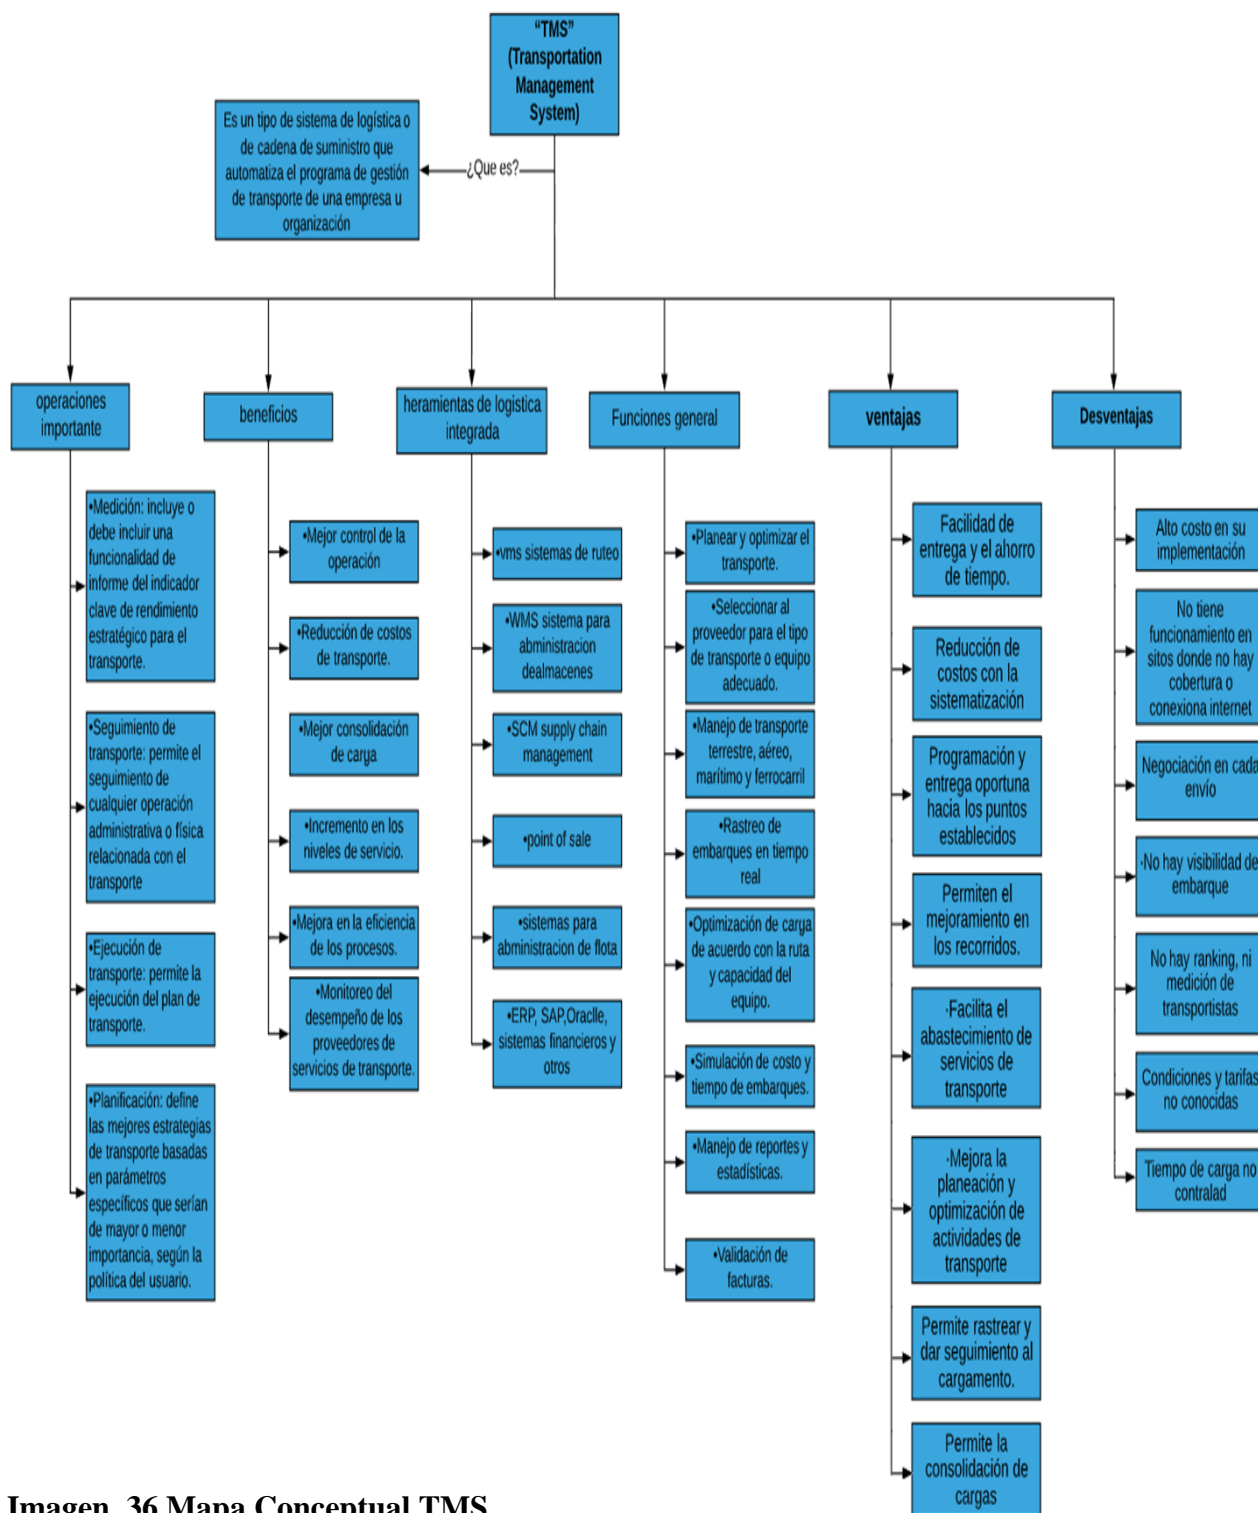 “TMS”
(Transportation
Management
System)
Es un tipo de sistema de logística o
de cadena de suministro que
automatiza el programa de gestión
de transporte de una empresa u
organización
¿Que es?
operaciones
importante
•Medición: incluye o
debe incluir una
funcionalidad de
informe del indicador
clave de rendimiento
estratégico para el
transporte.
•Seguimiento de
transporte: permite el
seguimiento de
cualquier operación
administrativa o física
relacionada con el
transporte
•Ejecución de
transporte: permite la
ejecución del plan de
transporte.
•Planificación: define
las mejores estrategias
de transporte basadas
en parámetros
específicos que serían
de mayor o menor
importancia, según la
política del usuario.
beneficios
•Mejor control de la
operación
•Reducción de costos
de transporte.
•Mejor consolidación
de carga
•Incremento en los
niveles de servicio.
•Mejora en la eficiencia
de los procesos.
•Monitoreo del
desempeño de los
proveedores de
servicios de transporte.
heramientas de logistica
integrada
•vms sistemas de ruteo
•WMS sistema para
abministracion
dealmacenes
•SCM supply chain
management
•point of sale
•sistemas para
abministracion de flota
•ERP, SAP,Oraclle,
sistemas financieros y
otros
Funciones general
•Planear y optimizar el
transporte.
•Seleccionar al
proveedor para el tipo
de transporte o equipo
adecuado.
•Manejo de transporte
terrestre, aéreo,
marítimo y ferrocarril
•Rastreo de
embarques en tiempo
real
•Optimización de carga
de acuerdo con la ruta
y capacidad del
equipo.
•Simulación de costo y
tiempo de embarques.
•Manejo de reportes y
estadísticas.
•Validación de
facturas.
ventajas
Facilidad de
entrega y el ahorro
de tiempo.
Reducción de
costos con la
sistematización
Programación y
entrega oportuna
hacia los puntos
establecidos
Permiten el
mejoramiento en
los recorridos.
·Facilita el
abastecimiento de
servicios de
transporte
·Mejora la
planeación y
optimización de
actividades de
transporte
Permite rastrear y
dar seguimiento al
cargamento.
Permite la
consolidación de
cargas
Desventajas
Alto costo en su
implementación
No tiene
funcionamiento en
sitos donde no hay
cobertura o
conexiona internet
Negociación en cada
envío
·No hay visibilidad de
embarque
No hay ranking, ni
medición de
transportistas
Condiciones y tarifas
no conocidas
Tiempo de carga no
contralad
Imagen 36 Mapa Conceptual TMS